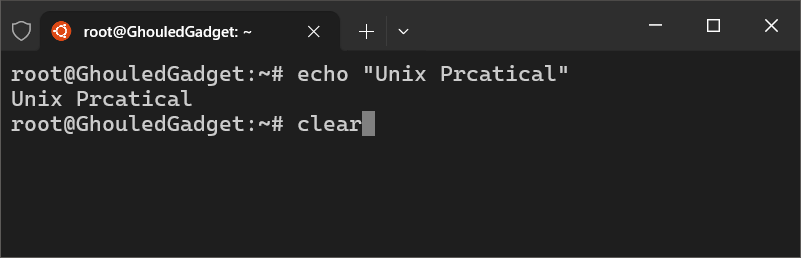 root@GhouledGadget: ~
root@GhouledGadget:~# echo "Unix Prcatical"
Unix Prcatical
root@GhouledGadget:~# clear